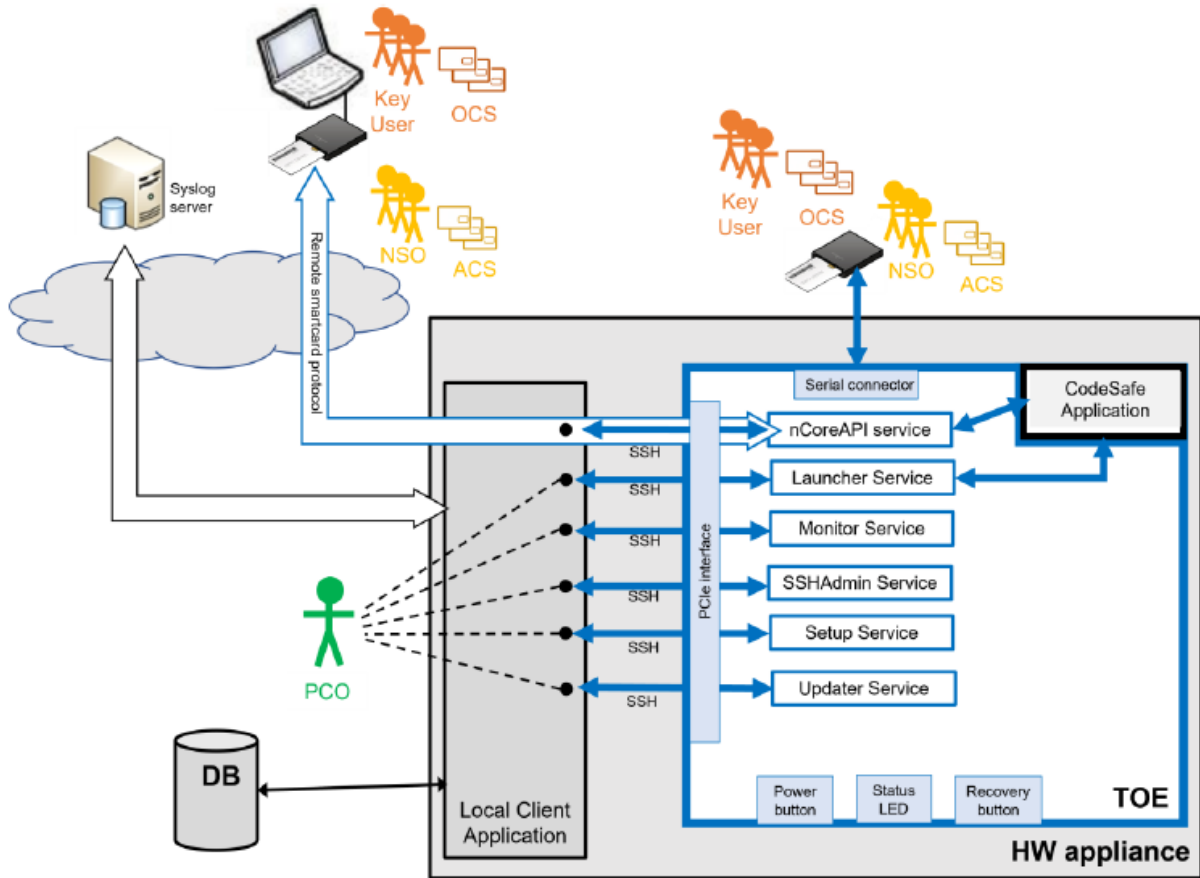 Key
User
OCS
Syslog
server
NSO
ACS
Remote smartcard protocol
Key
User
OCS
NSO
ACS
Serial connector
CodeSafe
Application
nCoreAPI service
SSH
Launcher Service
SSH
Monitor Service
SSH
PCIe interface
SSHAdmin Service
SSH
Setup Service
SSH
Updater Service
SSH
PCO
DB
Local Client
Application
Power
button
Status
LED
Recovery
button
TOE
HW appliance